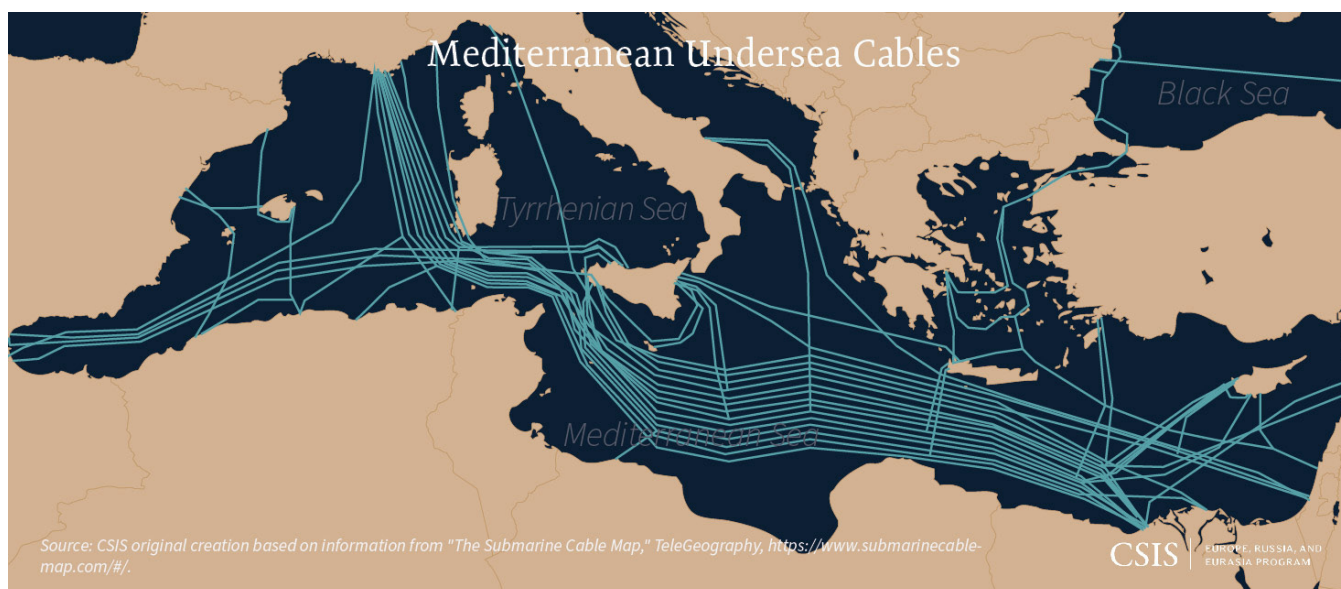 Mediterranean Undersea Cables
Black Sea
Tyrrhenian Sea
Mediterranean Sea
Source: CSIS original creation based on information from "The Submarine Cable Map," TeleGeography, https://www.submarinecable-
map.com/#/.
CSIS
EUROPE, RUSSIA, AND
EURASIA PROGRAM